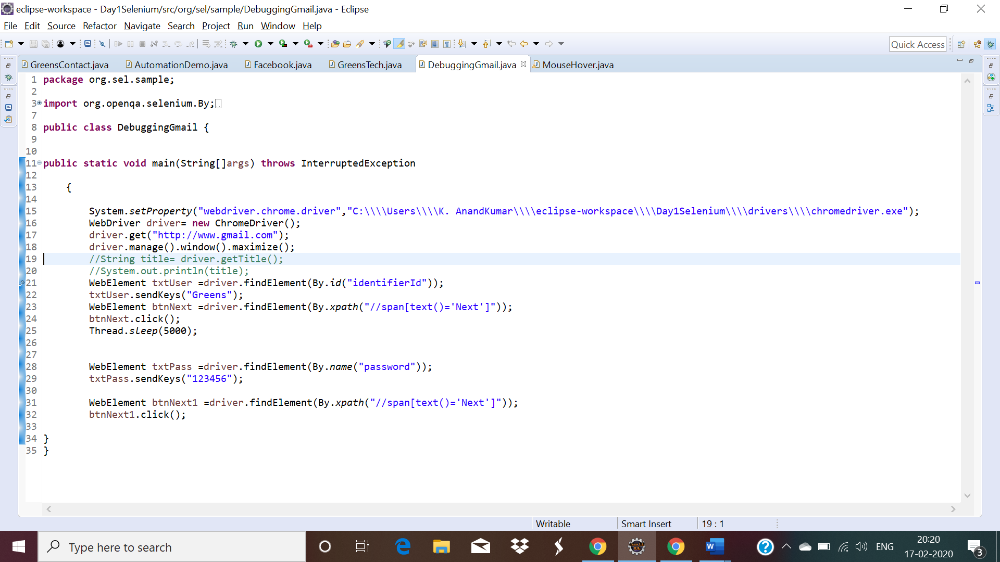 eclipse-workspace - Day1Selenium/src/org/sel/sample/DebuggingGmail.java - Eclipse
File Edit Source Refactor Navigate Search Project Run Window Help
Quick Access
GreensContact.java AutomationDemo.java Facebook.java GreensTech.java DebuggingGmail.java MouseHover.java
1 package org.sel.sample;
2
3 import org.openqa.selenium.By;
7
8 public class DebuggingGmail {
9
10
11 public static void main(String[]args) throws InterruptedException
12
13 {
14
15 System.setProperty("webdriver.chrome.driver","C:\\\\Users\\\\K. AnandKumar\\\\eclipse-workspace\\\\Day1Selenium\\\\drivers\\\\chromedriver.exe");
16 WebDriver driver= new ChromeDriver();
17 driver.get("http://www.gmail.com");
18 driver.manage().window().maximize();
19 //String title= driver.getTitle();
20 //System.out.println(title);
21 WebElement txtUser =driver.findElement(By.id("identifierId"));
22 txtUser.sendKeys("Greens");
23 WebElement btnNext =driver.findElement(By.xpath("//span[text()='Next']"));
24 btnNext.click();
25 Thread.sleep(5000);
26
27
28 WebElement txtPass =driver.findElement(By.name("password"));
29 txtPass.sendKeys("123456");
30
31 WebElement btnNext1 =driver.findElement(By.xpath("//span[text()='Next']"));
32 btnNext1.click();
33
34 }
35 }
Writable Smart Insert 19 : 1
Type here to search
ENG
20:20
17-02-2020
3